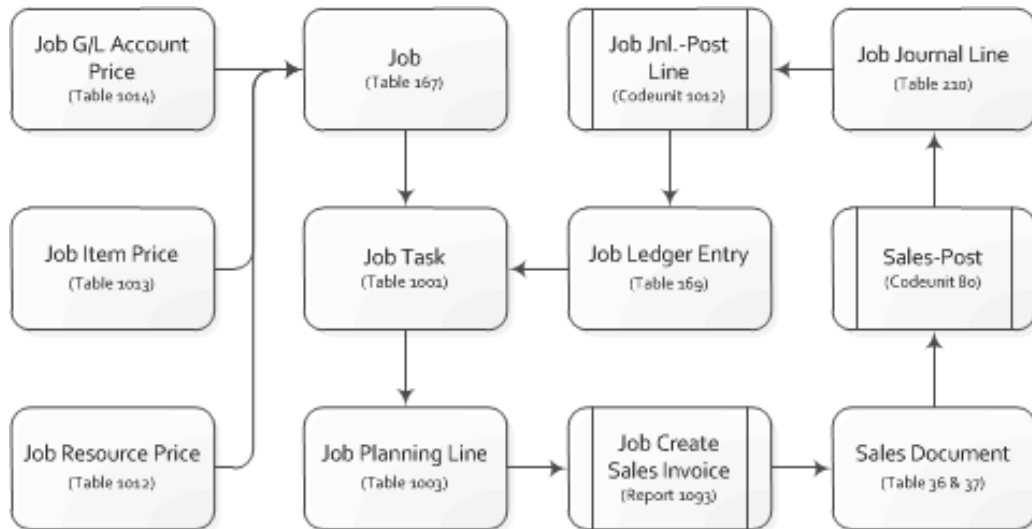 Job G/L Account
Price
(Table 1014)
Job
(Table 167)
Job Jnl.-Post
Line
(Codeunit 1012)
Job Journal Line
(Table 210)
Job Item Price
(Table 1013)
Job Task
(Table 1001)
Job Ledger Entry
(Table 169)
Sales-Post
(Codeunit 80)
Job Resource Price
(Table 1012)
Job Planning Line
(Table 1003)
Job Create
Sales Invoice
(Report 1093)
Sales Document
(Table 36 & 37)